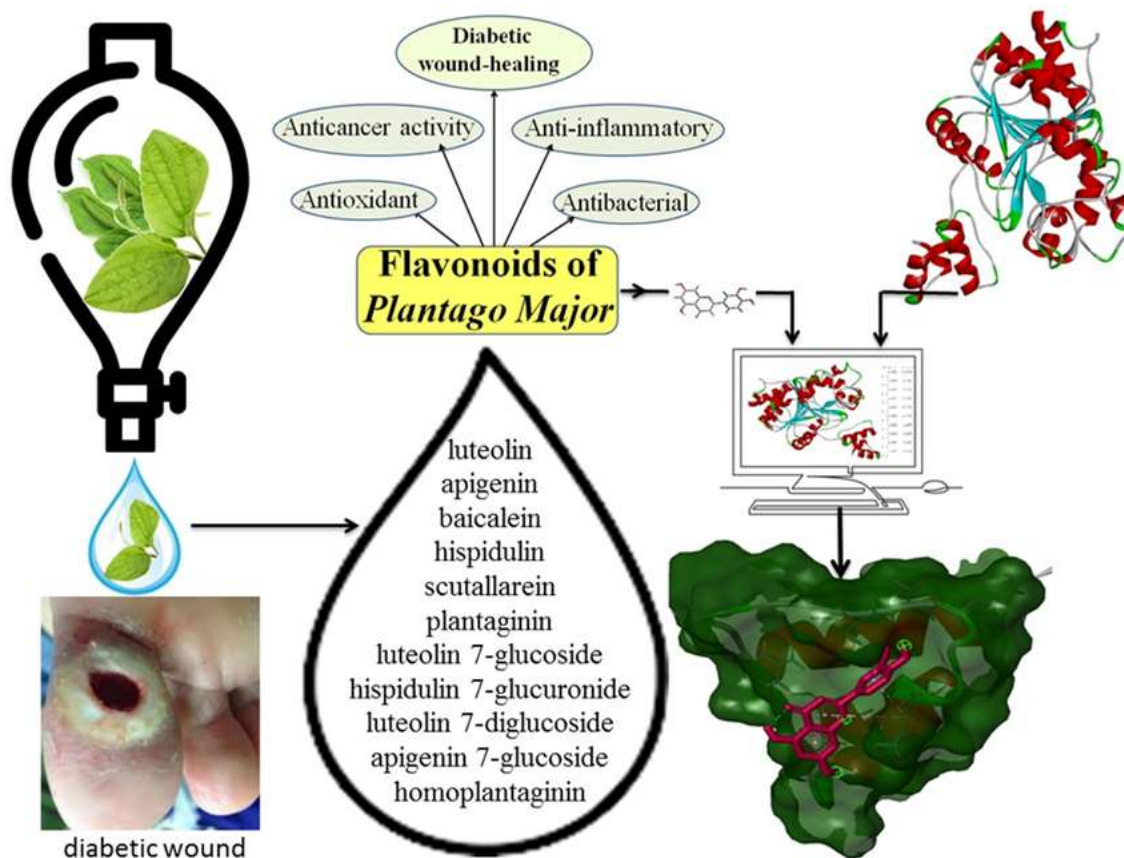 Diabetic
wound-healing
Anticancer activity
Anti-inflammatory
Antioxidant
Antibacterial
Flavonoids of
Plantago Major
luteolin
apigenin
baicalein
hispidulin
scutallarein
plantaginin
luteolin 7-glucoside
hispidulin 7-glucuronide
luteolin 7-diglucoside
apigenin 7-glucoside
homoplantaginin
diabetic wound